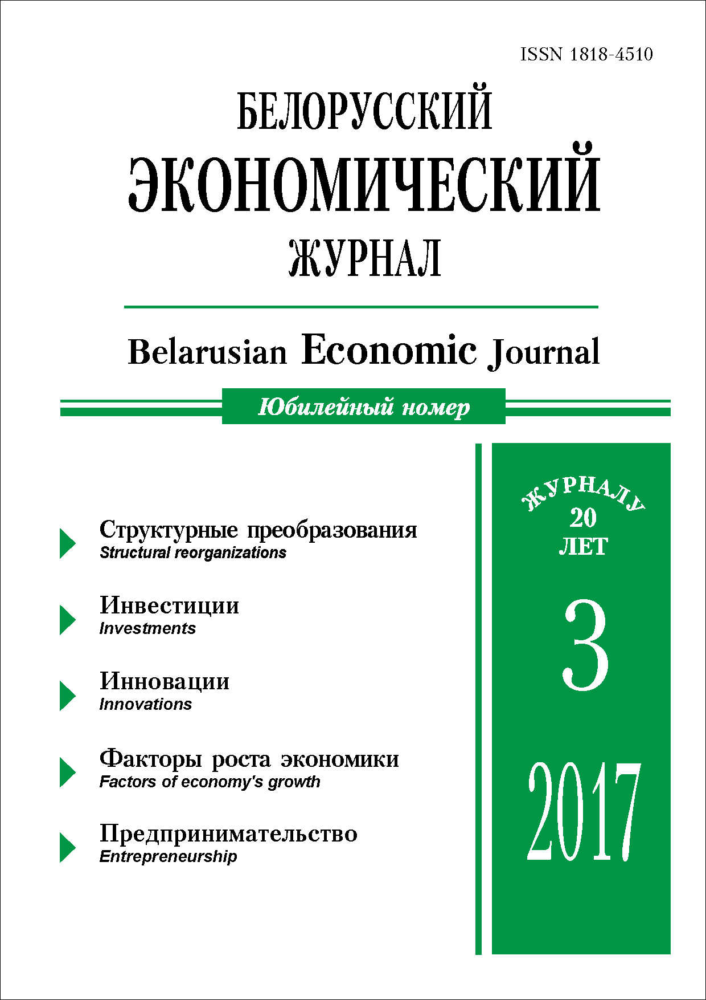 ISSN 1818-4510
БЕЛОРУССКИЙ
ЭКОНОМИЧЕСКИЙ
ЖУРНАЛ
Belarusian Economic Journal
Юбилейный номер
Структурные преобразования
Structural reorganizations
Инвестиции
Investments
Инновации
Innovations
Факторы роста экономики
Factors of economy's growth
Предпринимательство
Entrepreneurship
ЖУРНАЛУ
20
ЛЕТ
3
2017